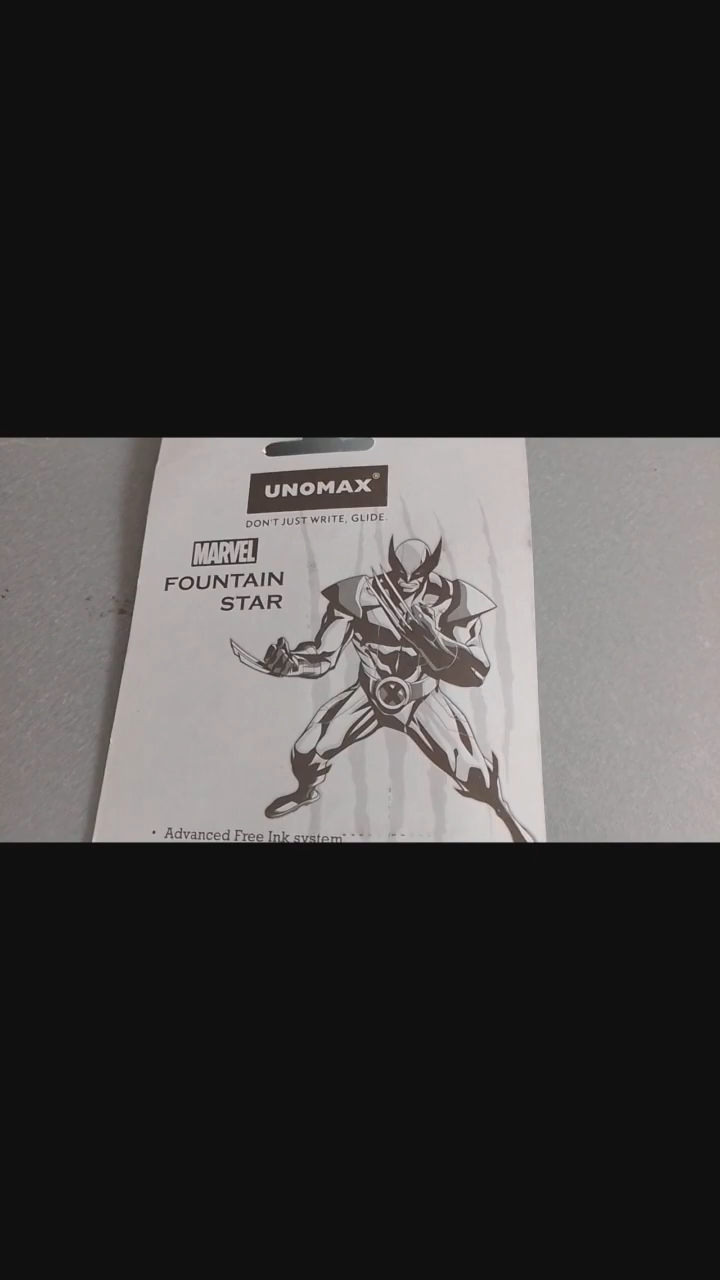 UNOMAX®
DON'T JUST WRITE, GLIDE.
MARVEL
FOUNTAIN
STAR
• Advanced Free Ink system